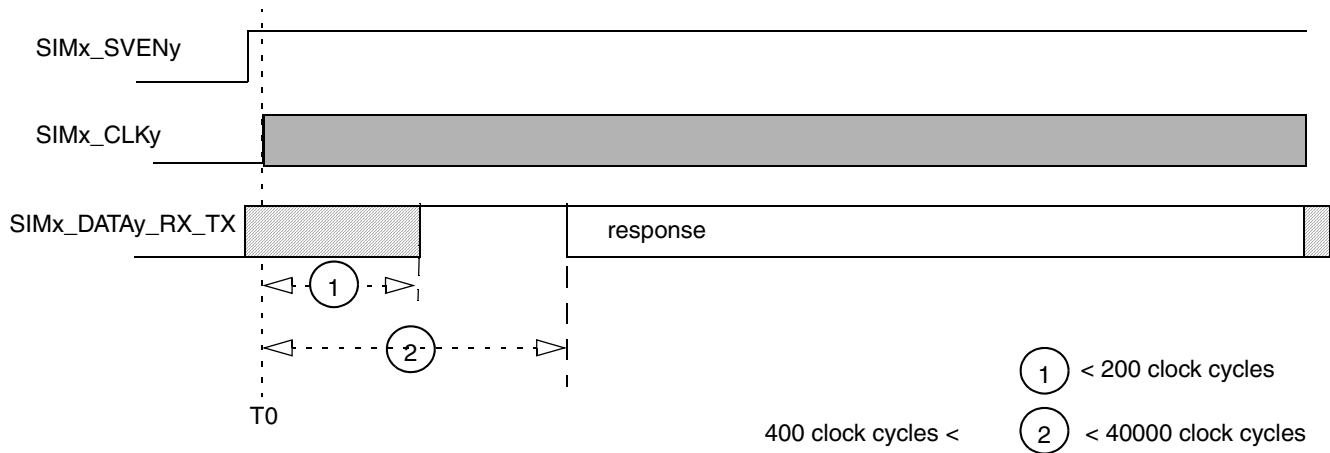 SIMx_SVENy
SIMx_CLKy
SIMx_DATAy_RX_TX
response
1
2
T0
1 < 200 clock cycles
400 clock cycles < 2 < 40000 clock cycles